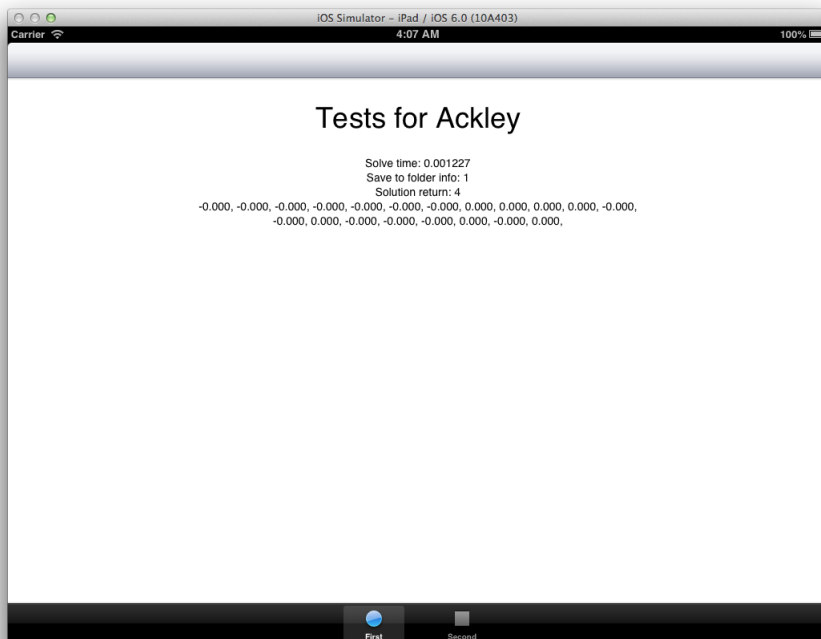 iOS Simulator - iPad / iOS 6.0 (10A403)
Carrier 4:07 AM 100%
Tests for Ackley
Solve time: 0.001227
Save to folder info: 1
Solution return: 4
-0.000, -0.000, -0.000, -0.000, -0.000, -0.000, -0.000, 0.000, 0.000, 0.000, 0.000, -0.000,
-0.000, 0.000, -0.000, -0.000, -0.000, 0.000, -0.000, 0.000,
First Second